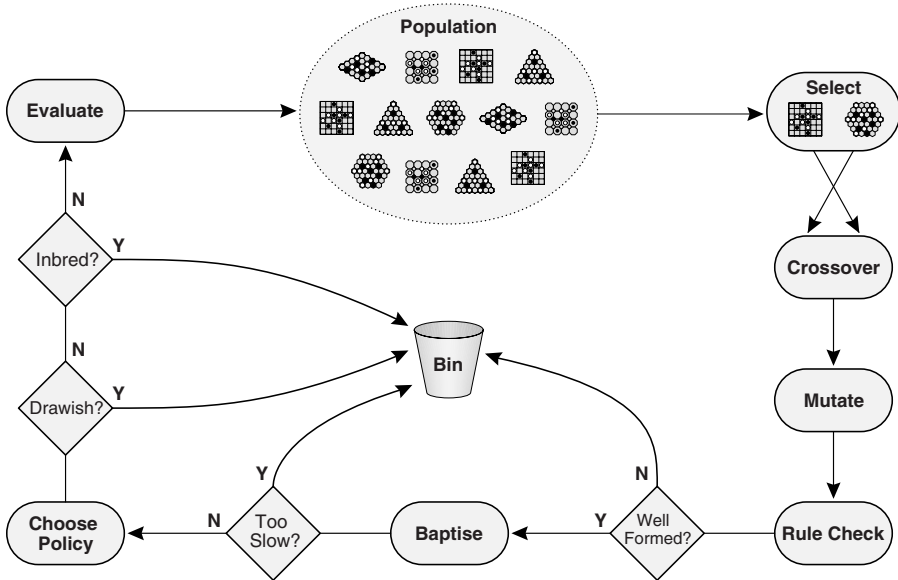 Population
Evaluate
Select
N
Inbred?
Y
Crossover
N
Bin
Drawish?
Y
Mutate
Y
N
Choose
Policy
N
Too
Slow?
Baptise
Y
Well
Formed?
Rule Check